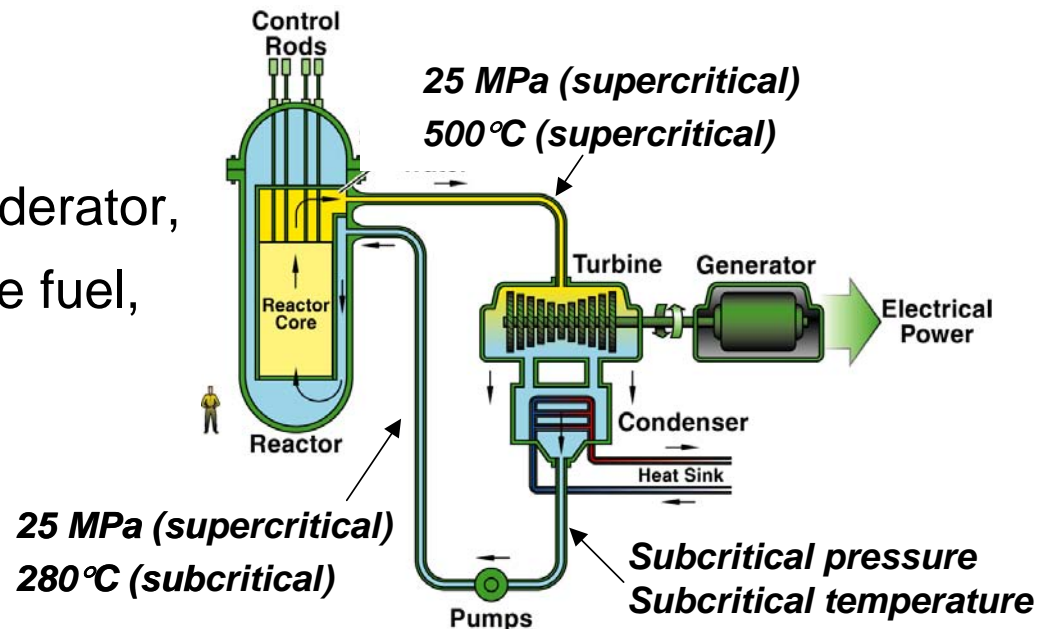 Control
Rods
25 MPa (supercritical)
500°C (supercritical)
derator,
e fuel,
Turbine
Generator
Electrical
Power
Reactor
Core
Condenser
Reactor
Heat Sink
25 MPa (supercritical)
280°C (subcritical)
Subcritical pressure
Subcritical temperature
Pumps